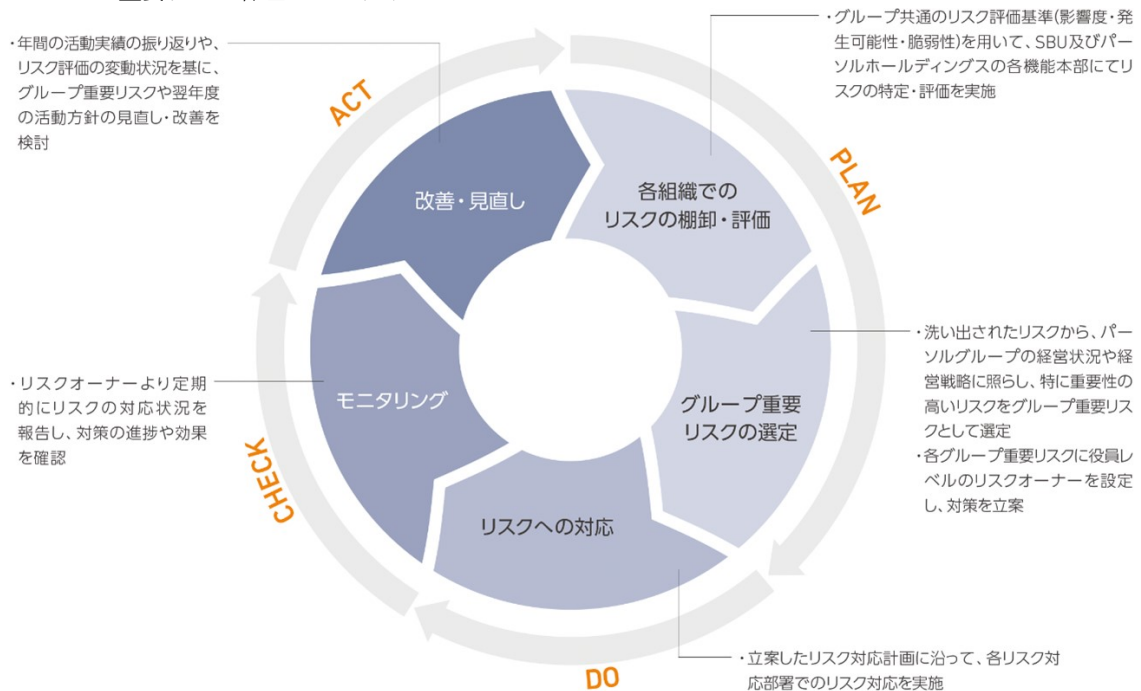 ・グループ共通のリスク評価基準(影響度・発
生可能性・脆弱性)を用いて、SBU及びパー
ソルホールディングスの各機能本部にてリ
スクの特定・評価を実施
・年間の活動実績の振り返りや、
リスク評価の変動状況を基に、
グループ重要リスクや翌年度
の活動方針の見直し・改善を
検討
ACT
PLAN
改善・見直し
各組織での
リスクの棚卸・評価
・洗い出されたリスクから、パー
ソルグループの経営状況や経
営戦略に照らし、特に重要性の
高いリスクをグループ重要リス
クとして選定
・各グループ重要リスクに役員レ
ベルのリスクオーナーを設定
し、対策を立案
・リスクオーナーより定期
的にリスクの対応状況を
報告し、対策の進捗や効果
を確認
モニタリング
グループ重要
リスクの選定
CHECK
リスクへの対応
・立案したリスク対応計画に沿って、各リスク対
応部署でのリスク対応を実施
DO